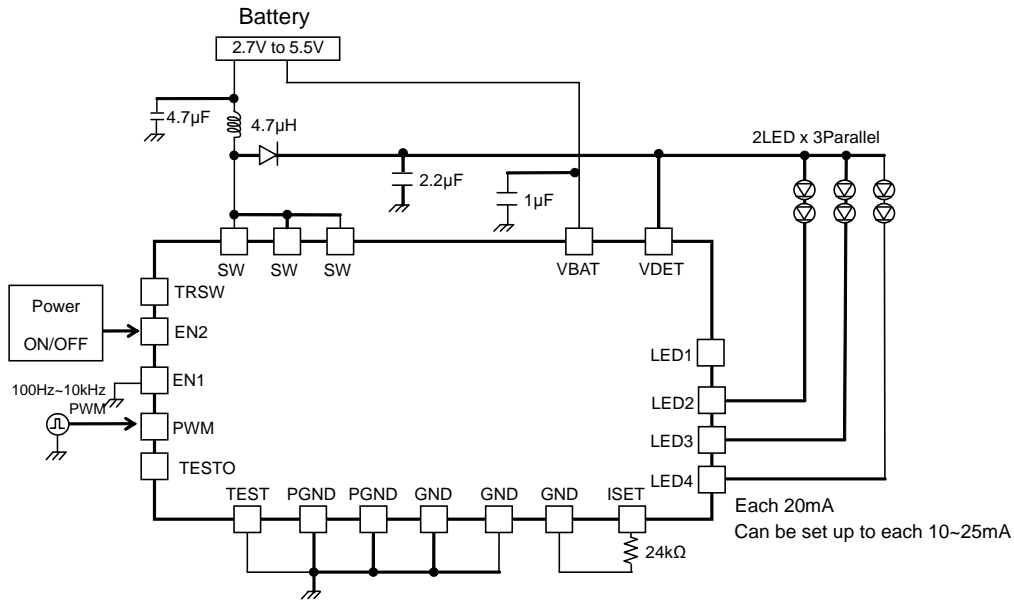 Battery
2.7V to 5.5V
4.7μF
4.7μH
2LED x 3Parallel
2.2μF
1μF
SW
SW
SW
VBAT
VDET
TRSW
Power
ON/OFF
EN2
LED1
EN1
100Hz~10kHz
PWM
LED2
PWM
LED3
TESTO
LED4
TEST
PGND
PGND
GND
GND
GND
ISET
Each 20mA
Can be set up to each 10~25mA
24kΩ